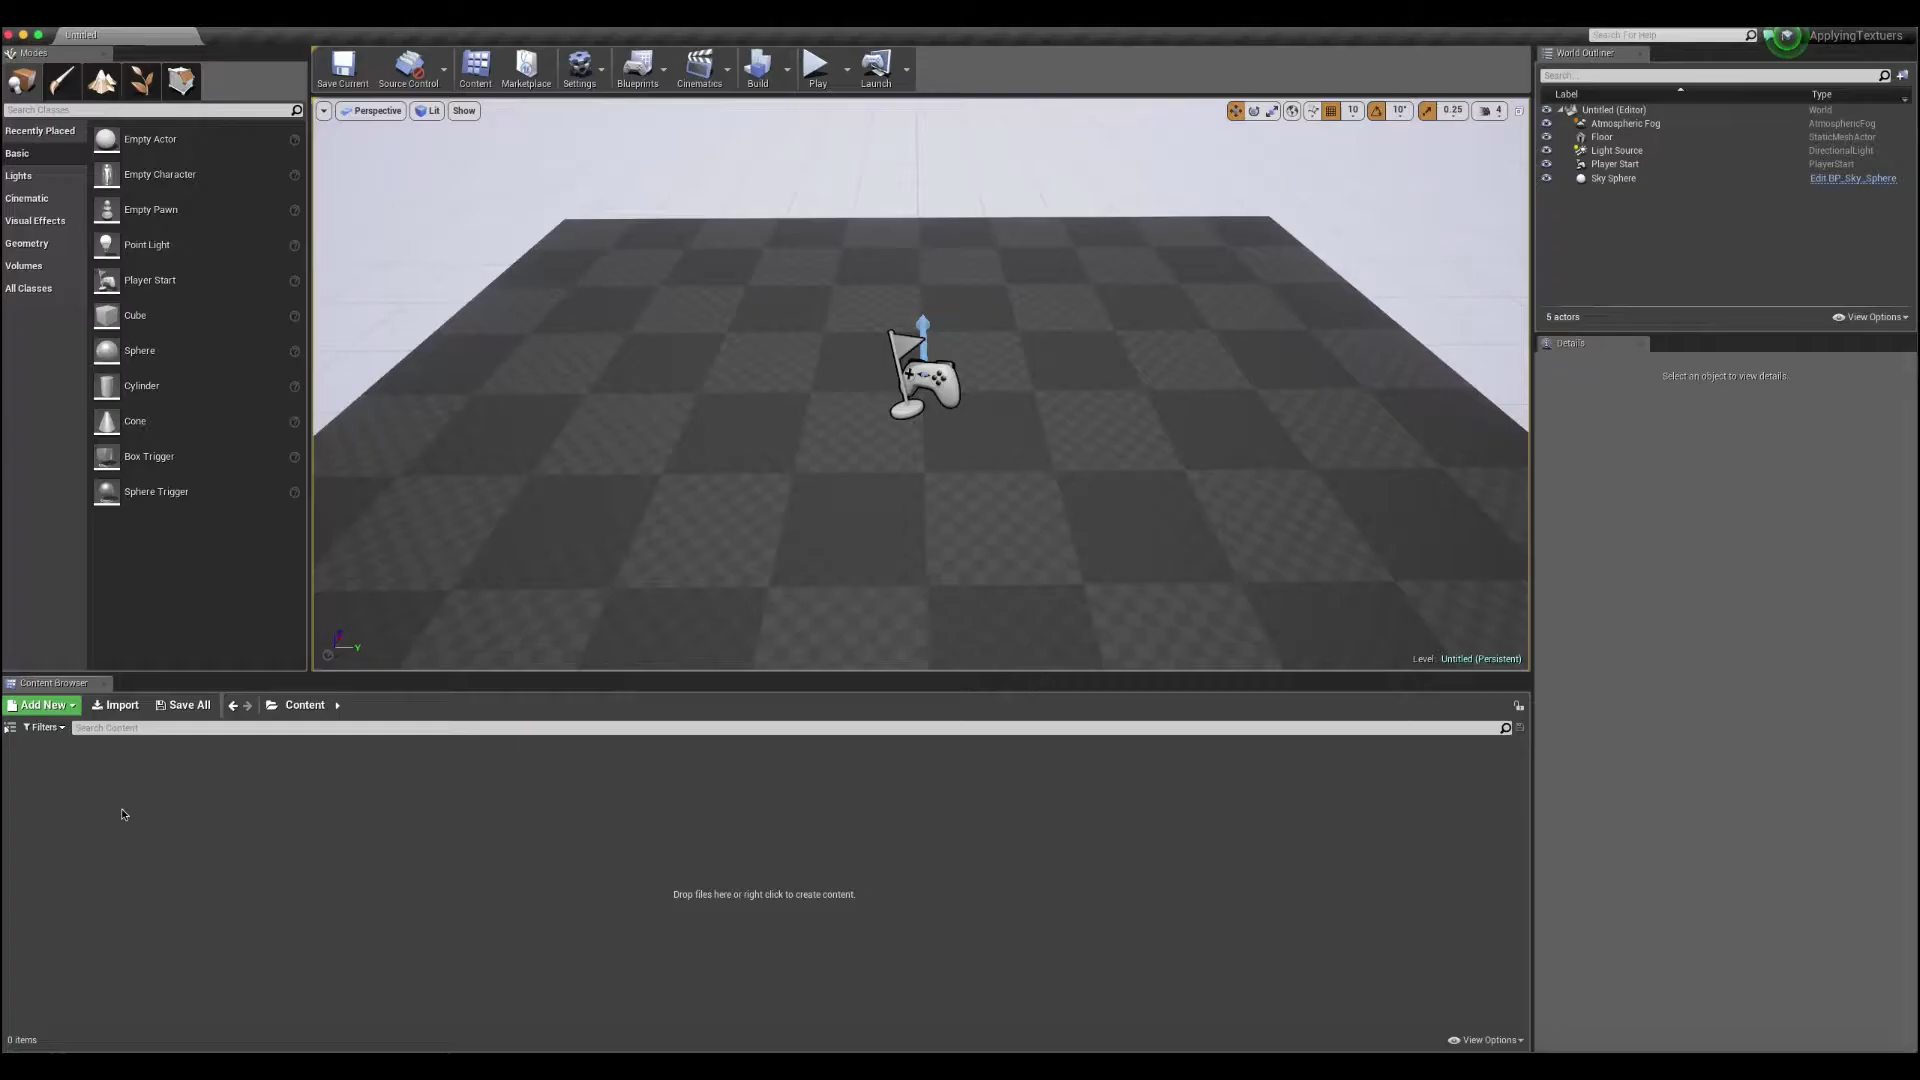 Untitled
Search For Help
ApplyingTextuers
Modes
Search Classes
Recently Placed
Basic
Lights
Cinematic
Visual Effects
Geometry
Volumes
All Classes
Empty Actor
Empty Character
Empty Pawn
Point Light
Player Start
Cube
Sphere
Cylinder
Cone
Box Trigger
Sphere Trigger
Save Current
Source Control
Content
Marketplace
Settings
Blueprints
Cinematics
Build
Play
Launch
Perspective
Lit
Show
10
10°
0.25
4
Y
Level: Untitled (Persistent)
World Outliner
Search...
Label Type
Untitled (Editor) World
Atmospheric Fog AtmosphericFog
Floor StaticMeshActor
Light Source DirectionalLight
Player Start PlayerStart
Sky Sphere Edit BP_Sky_Sphere
5 actors
View Options
Details
Select an object to view details.
Content Browser
Add New
Import
Save All
Content
Filters
Search Content
Drop files here or right click to create content.
0 items
View Options